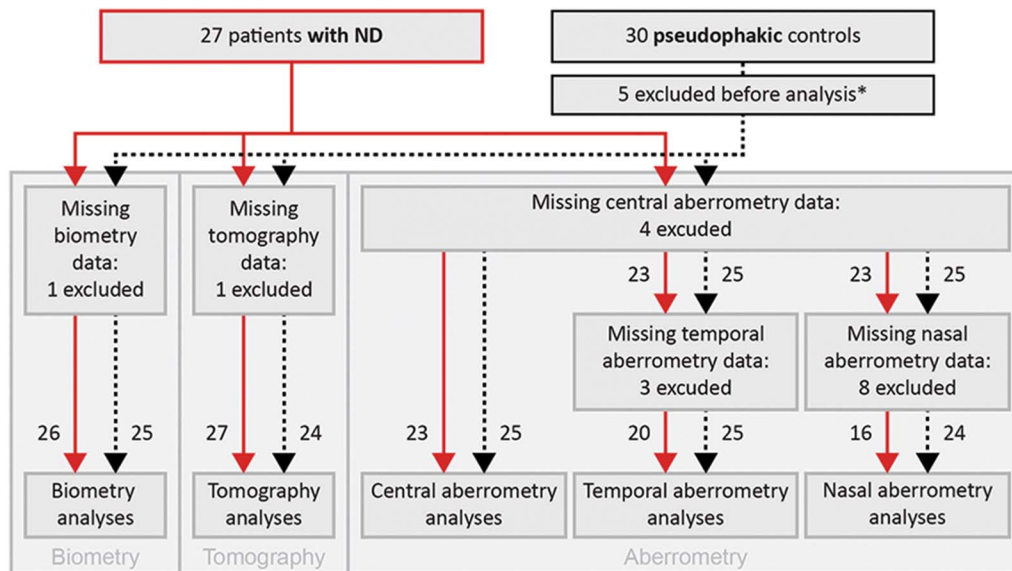 27 patients with ND
30 pseudophakic controls
5 excluded before analysis*
Missing
biometry
data:
1 excluded
Missing
tomography
data:
1 excluded
Missing central aberrometry data:
4 excuded
23
25
23
25
Missing temporal
aberrometry data:
3 excuded
Missing nasal
aberrometry data:
8 excluded
26
25
27
24
23
25
20
25
16
24
Biometry
analyses
Tomography
analyses
Central aberrometry
analyses
Temporal aberrometry
analyses
Nasal aberrometry
analyses
Biometry
Tomography
Aberrometry